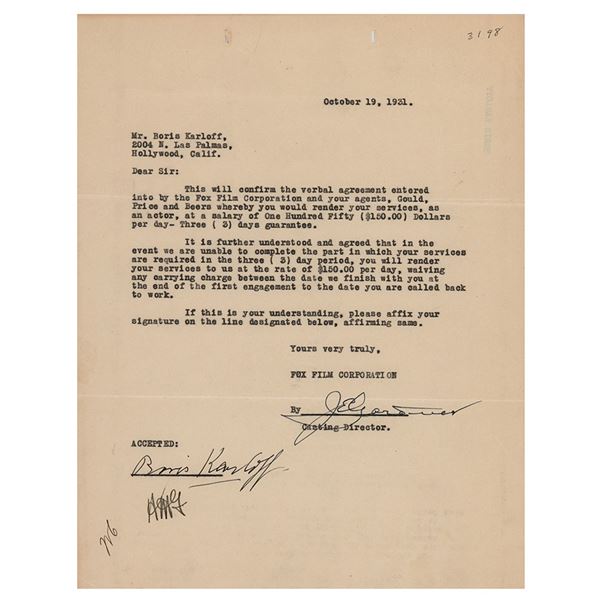 3198
October 19, 1931.
Mr. Boris Karloff,
2004 N. Las Palmas,
Hollywood, Calif.
Dear Sir:
This will confirm the verbal agreement entered
into by the Fox Film Corporation and your agents, Gould,
Price and Beers whereby you would render your services, as
an actor, at a salary of One Hundred Fifty ($150.00) Dollars
per day- Three ( 3) days guarantee.
It is further understood and agreed that in the
event we are unable to complete the part in which your services
are required in the three ( 3) day period, you will render
your services to us at the rate of $150.00 per day, waiving
any carrying charge between the date we finish with you at
the end of the first engagement to the date you are called back
to work.
If this is your understanding, please affix your
signature on the line designated below, affirming same.
Yours very truly,
FOX FILM CORPORATION
By J E Gardner
Casting Director.
ACCEPTED:
Boris Karloff